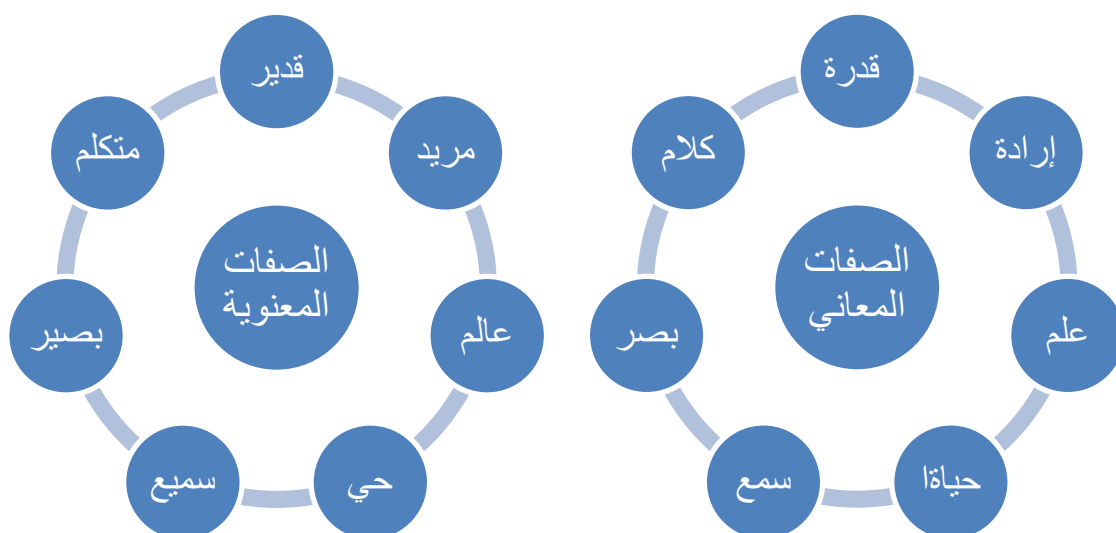 قدرة
إرادة
علم
حياةا
سمع
بصر
كلام
الصفات
المعاني
قدير
مريد
عالم
حي
سميع
بصير
متكلم
الصفات
المعنوية